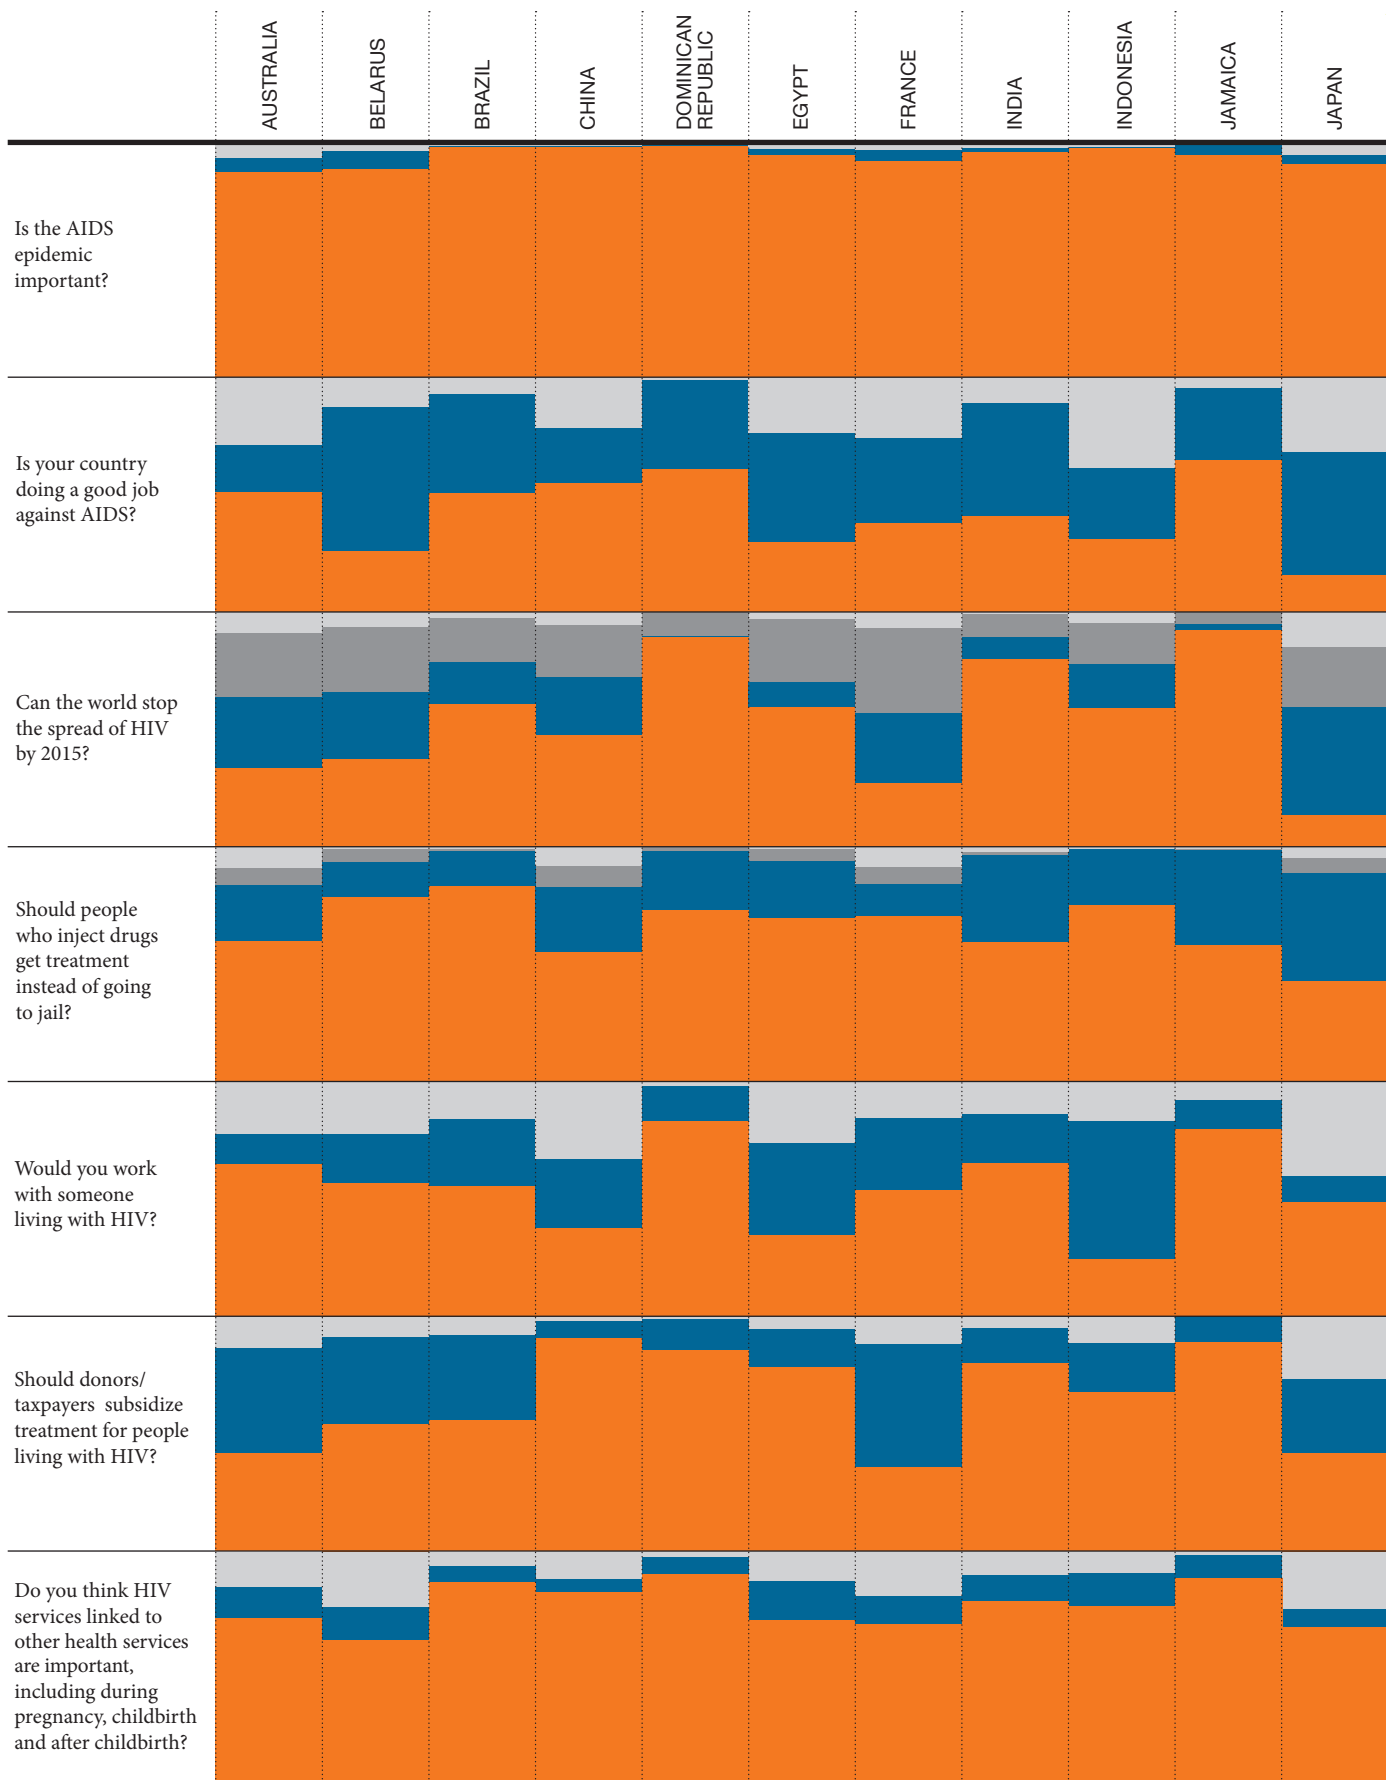 AUSTRALIA
BELARUS
BRAZIL
CHINA
DOMINICAN
REPUBLIC
EGYPT
FRANCE
INDIA
INDONESIA
JAMAICA
JAPAN
Is the AIDS
epidemic
important?
Is your country
doing a good job
against AIDS?
Can the world stop
the spread of HIV
by 2015?
Should people
who inject drugs
get treatment
instead of going
to jail?
Would you work
with someone
living with HIV?
Should donors/
taxpayers subsidize
treatment for people
living with HIV?
Do you think HIV
services linked to
other health services
are important,
including during
pregnancy, childbirth
and after childbirth?